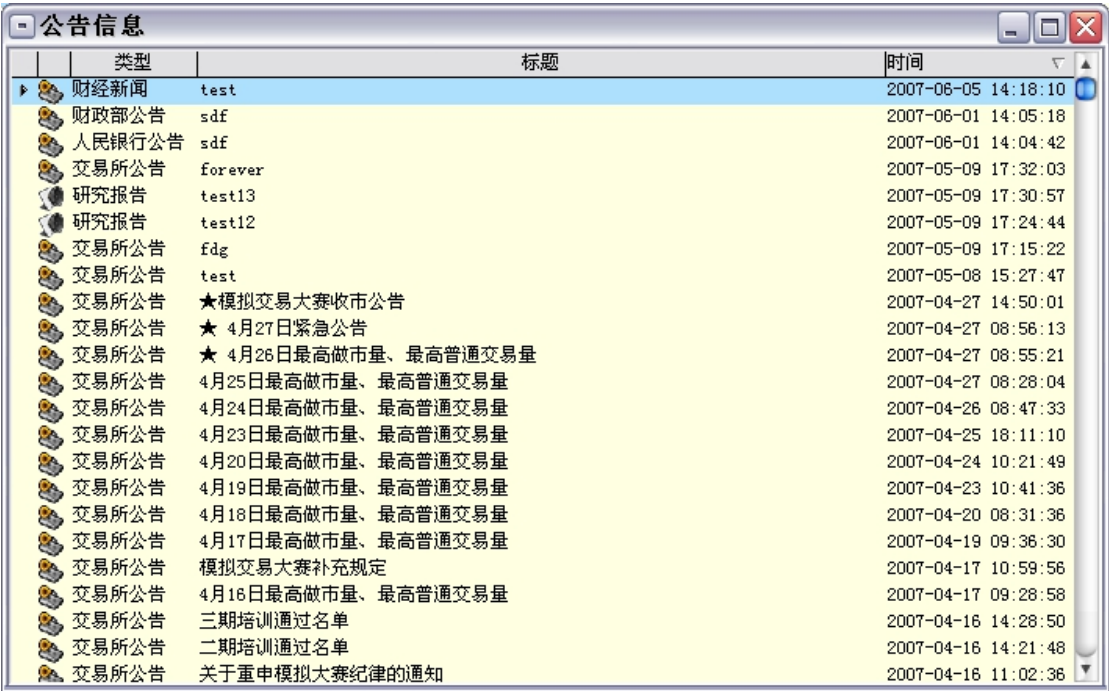 公告信息
类型 标题 时间
财经新闻 test 2007-06-05 14:18:10
财政部公告 sdf 2007-06-01 14:05:18
人民银行公告 sdf 2007-06-01 14:04:42
交易所公告 forever 2007-05-09 17:32:03
研究报告 test13 2007-05-09 17:30:57
研究报告 test12 2007-05-09 17:24:44
交易所公告 fdg 2007-05-09 17:15:22
交易所公告 test 2007-05-08 15:27:47
交易所公告 ★模拟交易大赛收市公告 2007-04-27 14:50:01
交易所公告 ★ 4月27日紧急公告 2007-04-27 08:56:13
交易所公告 ★ 4月26日最高做市量、最高普通交易量 2007-04-27 08:55:21
交易所公告 4月25日最高做市量、最高普通交易量 2007-04-27 08:28:04
交易所公告 4月24日最高做市量、最高普通交易量 2007-04-26 08:47:33
交易所公告 4月23日最高做市量、最高普通交易量 2007-04-25 18:11:10
交易所公告 4月20日最高做市量、最高普通交易量 2007-04-24 10:21:49
交易所公告 4月19日最高做市量、最高普通交易量 2007-04-23 10:41:36
交易所公告 4月18日最高做市量、最高普通交易量 2007-04-20 08:31:36
交易所公告 4月17日最高做市量、最高普通交易量 2007-04-19 09:36:30
交易所公告 模拟交易大赛补充规定 2007-04-17 10:59:56
交易所公告 4月16日最高做市量、最高普通交易量 2007-04-17 09:28:58
交易所公告 三期培训通过名单 2007-04-16 14:28:50
交易所公告 二期培训通过名单 2007-04-16 14:21:48
交易所公告 关于重申模拟大赛纪律的通知 2007-04-16 11:02:36